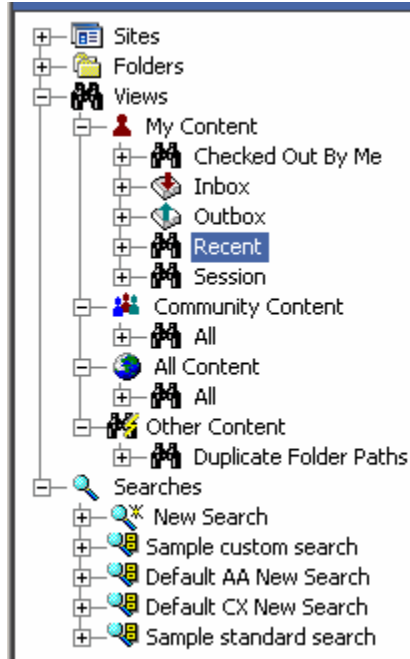 Sites
Folders
Views
My Content
Checked Out By Me
Inbox
Outbox
Recent
Session
Community Content
All
All Content
All
Other Content
Duplicate Folder Paths
Searches
New Search
Sample custom search
Default AA New Search
Default CX New Search
Sample standard search